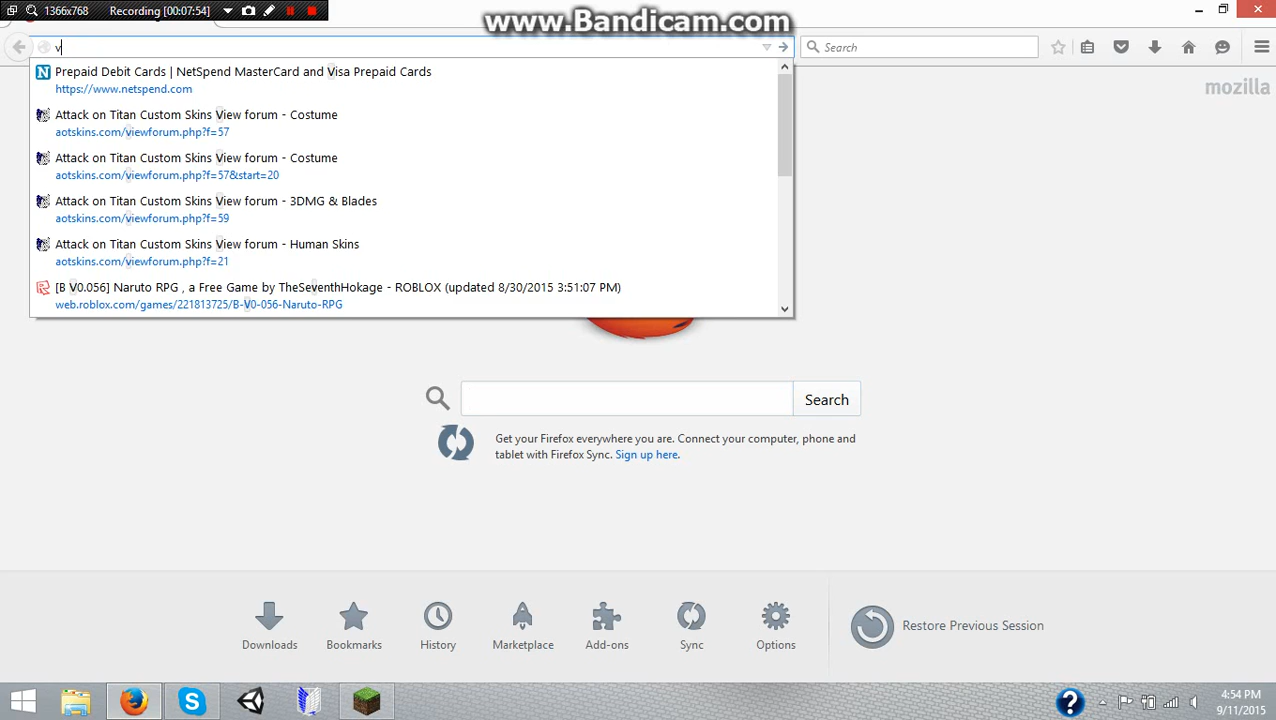 1366x768 Recording [00:07:54]
www.Bandicam.com
v
Search
Prepaid Debit Cards | NetSpend MasterCard and Visa Prepaid Cards
https://www.netspend.com
Attack on Titan Custom Skins View forum - Costume
aotskins.com/viewforum.php?f=57
Attack on Titan Custom Skins View forum - Costume
aotskins.com/viewforum.php?f=57&start=20
Attack on Titan Custom Skins View forum - 3DMG & Blades
aotskins.com/viewforum.php?f=59
Attack on Titan Custom Skins View forum - Human Skins
aotskins.com/viewforum.php?f=21
[B V0.056] Naruto RPG , a Free Game by TheSeventhHokage - ROBLOX (updated 8/30/2015 3:51:07 PM)
web.roblox.com/games/221813725/B-V0-056-Naruto-RPG
mozilla
Search
Get your Firefox everywhere you are. Connect your computer, phone and
tablet with Firefox Sync. Sign up here.
Downloads Bookmarks History Marketplace Add-ons Sync Options
Restore Previous Session
4:54 PM
9/11/2015